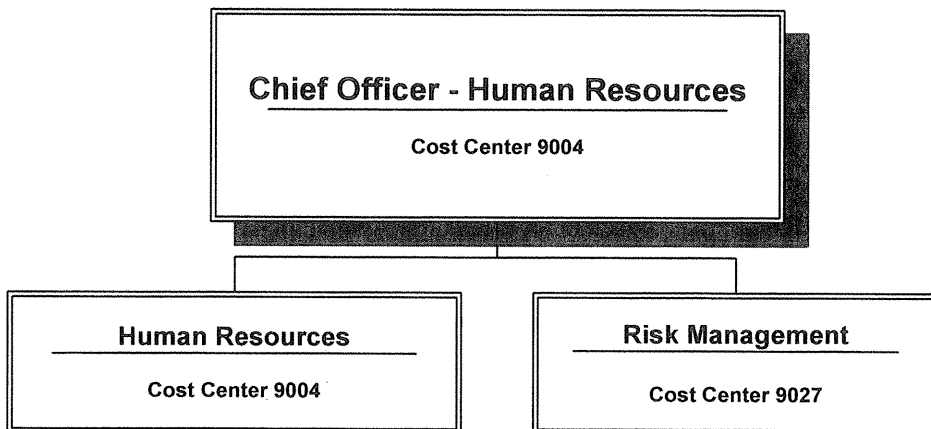 Chief Officer - Human Resources
Cost Center 9004
Human Resources
Cost Center 9004
Risk Management
Cost Center 9027